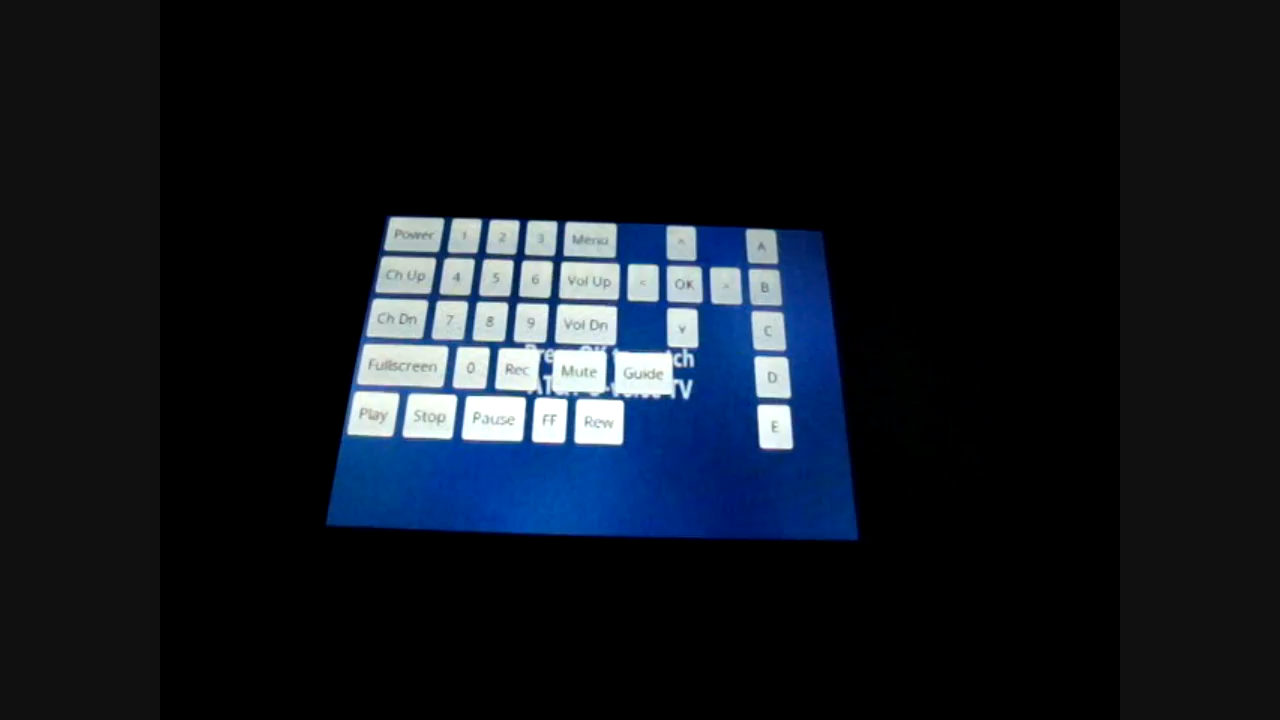 Power 1 2 3 Menu ^ A
Ch Up 4 5 6 Vol Up < OK > B
Ch Dn 7 8 9 Vol Dn v C
Fullscreen 0 Rec Mute Guide D
Play Stop Pause FF Rew E